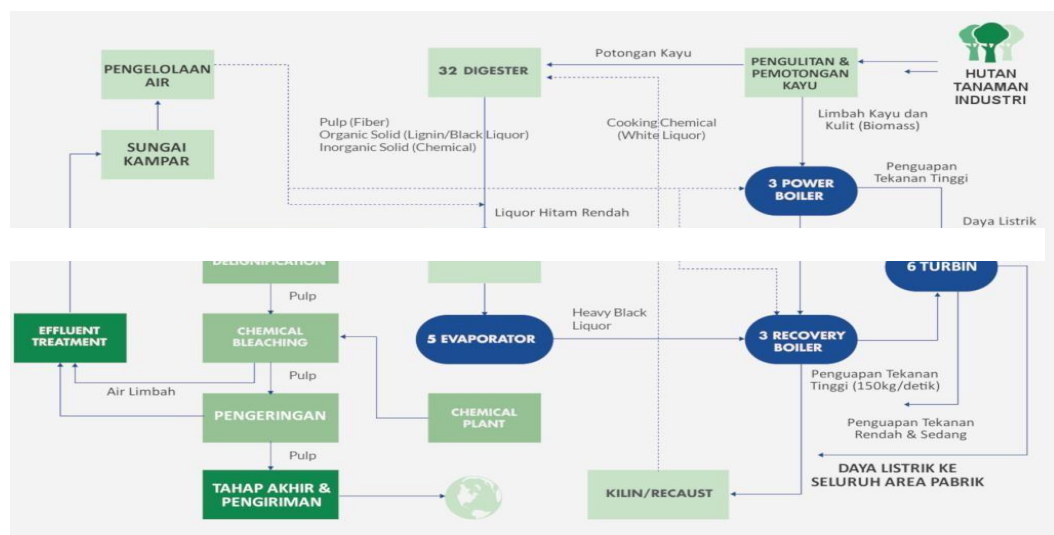 PENGELOLAAN
AIR
32 DIGESTER
Potongan Kayu
PENGULITAN &
PEMOTONGAN
KAYU
HUTAN
TANAMAN
INDUSTRI
SUNGAI
KAMPAR
Pulp (Fiber)
Organic Solid (Lignin/Black Liquor)
Inorganic Solid (Chemical)
Cooking Chemical
(White Liquor)
Limbah Kayu dan
Kulit (Biomass)
3 POWER
BOILER
Penguapan
Tekanan Tinggi
Liquor Hitam Rendah
Daya Listrik
DELIGNIFICATION
6 TURBIN
Pulp
EFFLUENT
TREATMENT
CHEMICAL
BLEACHING
5 EVAPORATOR
Heavy Black
Liquor
3 RECOVERY
BOILER
Pulp
Air Limbah
Penguapan Tekanan
Tinggi (150kg/detik)
PENGERINGAN
CHEMICAL
PLANT
Penguapan Tekanan
Rendah & Sedang
Pulp
TAHAP AKHIR &
PENGIRIMAN
KILIN/RECAUST
DAYA LISTRIK KE
SELURUH AREA PABRIK